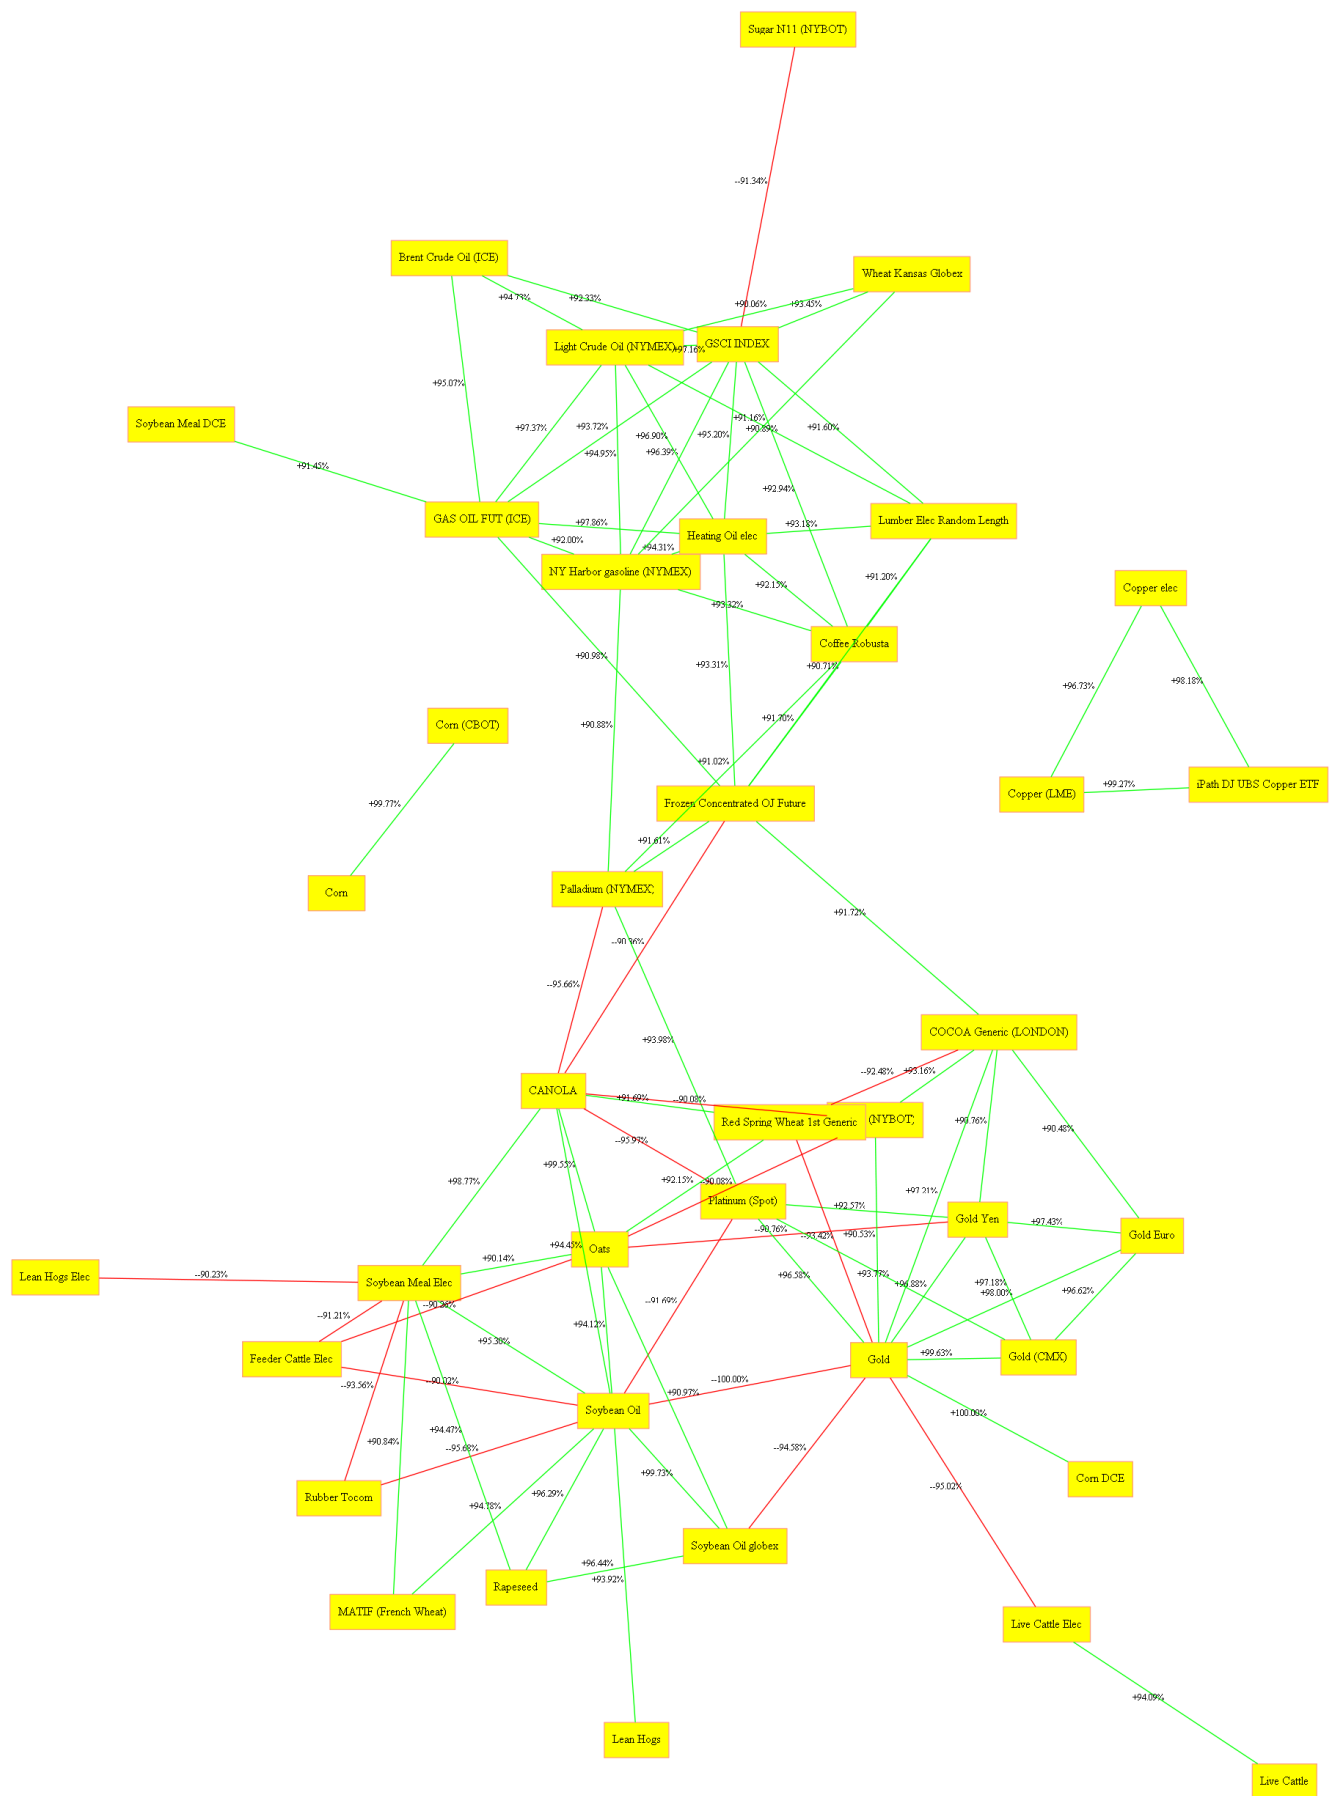 Sugar N11 (NYBOT)
--91.34%
Brent Crude Oil (ICE)
Wheat Kansas Globex
+94.73%
+92.33%
+90.06%
+93.45%
Light Crude Oil (NYMEX)
+97.16%
GSCI INDEX
+95.07%
Soybean Meal DCE
+97.37%
+93.72%
+96.90%
+95.20%
+91.16%
+90.89%
+91.60%
+94.95%
+96.39%
+91.45%
+92.94%
GAS OIL FUT (ICE)
+97.86%
Heating Oil elec
+93.18%
Lumber Elec Random Length
+92.00%
+94.31%
NY Harbor gasoline (NYMEX)
+92.15%
+91.20%
Copper elec
+93.32%
Coffee Robusta
+90.98%
+93.31%
+90.71%
+96.73%
+98.18%
+90.88%
+91.70%
Corn (CBOT)
+91.02%
+99.77%
Frozen Concentrated OJ Future
Copper (LME)
+99.27%
iPath DJ UBS Copper ETF
+91.61%
Corn
Palladium (NYMEX)
+91.72%
--90.36%
--95.66%
+93.98%
COCOA Generic (LONDON)
CANOLA
+91.69%
--90.08%
--92.48%
+93.16%
Red Spring Wheat 1st Generic
(NYBOT)
+90.76%
+90.48%
--95.97%
+99.55%
+98.77%
+92.15%
--90.08%
+97.21%
Platinum (Spot)
+92.57%
Gold Yen
+97.43%
Gold Euro
--90.76%
--93.42%
+90.53%
Oats
+94.45%
+90.14%
Lean Hogs Elec
--90.23%
Soybean Meal Elec
+96.58%
+93.77%
+96.88%
+97.18%
+98.00%
+96.62%
--90.26%
--91.21%
--91.69%
+94.12%
+95.30%
Feeder Cattle Elec
Gold
+99.63%
Gold (CMX)
--93.56%
--90.02%
--100.00%
+90.97%
Soybean Oil
+100.00%
+94.47%
+90.84%
--95.68%
--94.58%
+99.73%
Corn DCE
--95.02%
Rubber Tocom
+94.78%
+96.29%
Soybean Oil globex
+96.44%
+93.92%
Rapeseed
MATIF (French Wheat)
Live Cattle Elec
+94.09%
Lean Hogs
Live Cattle